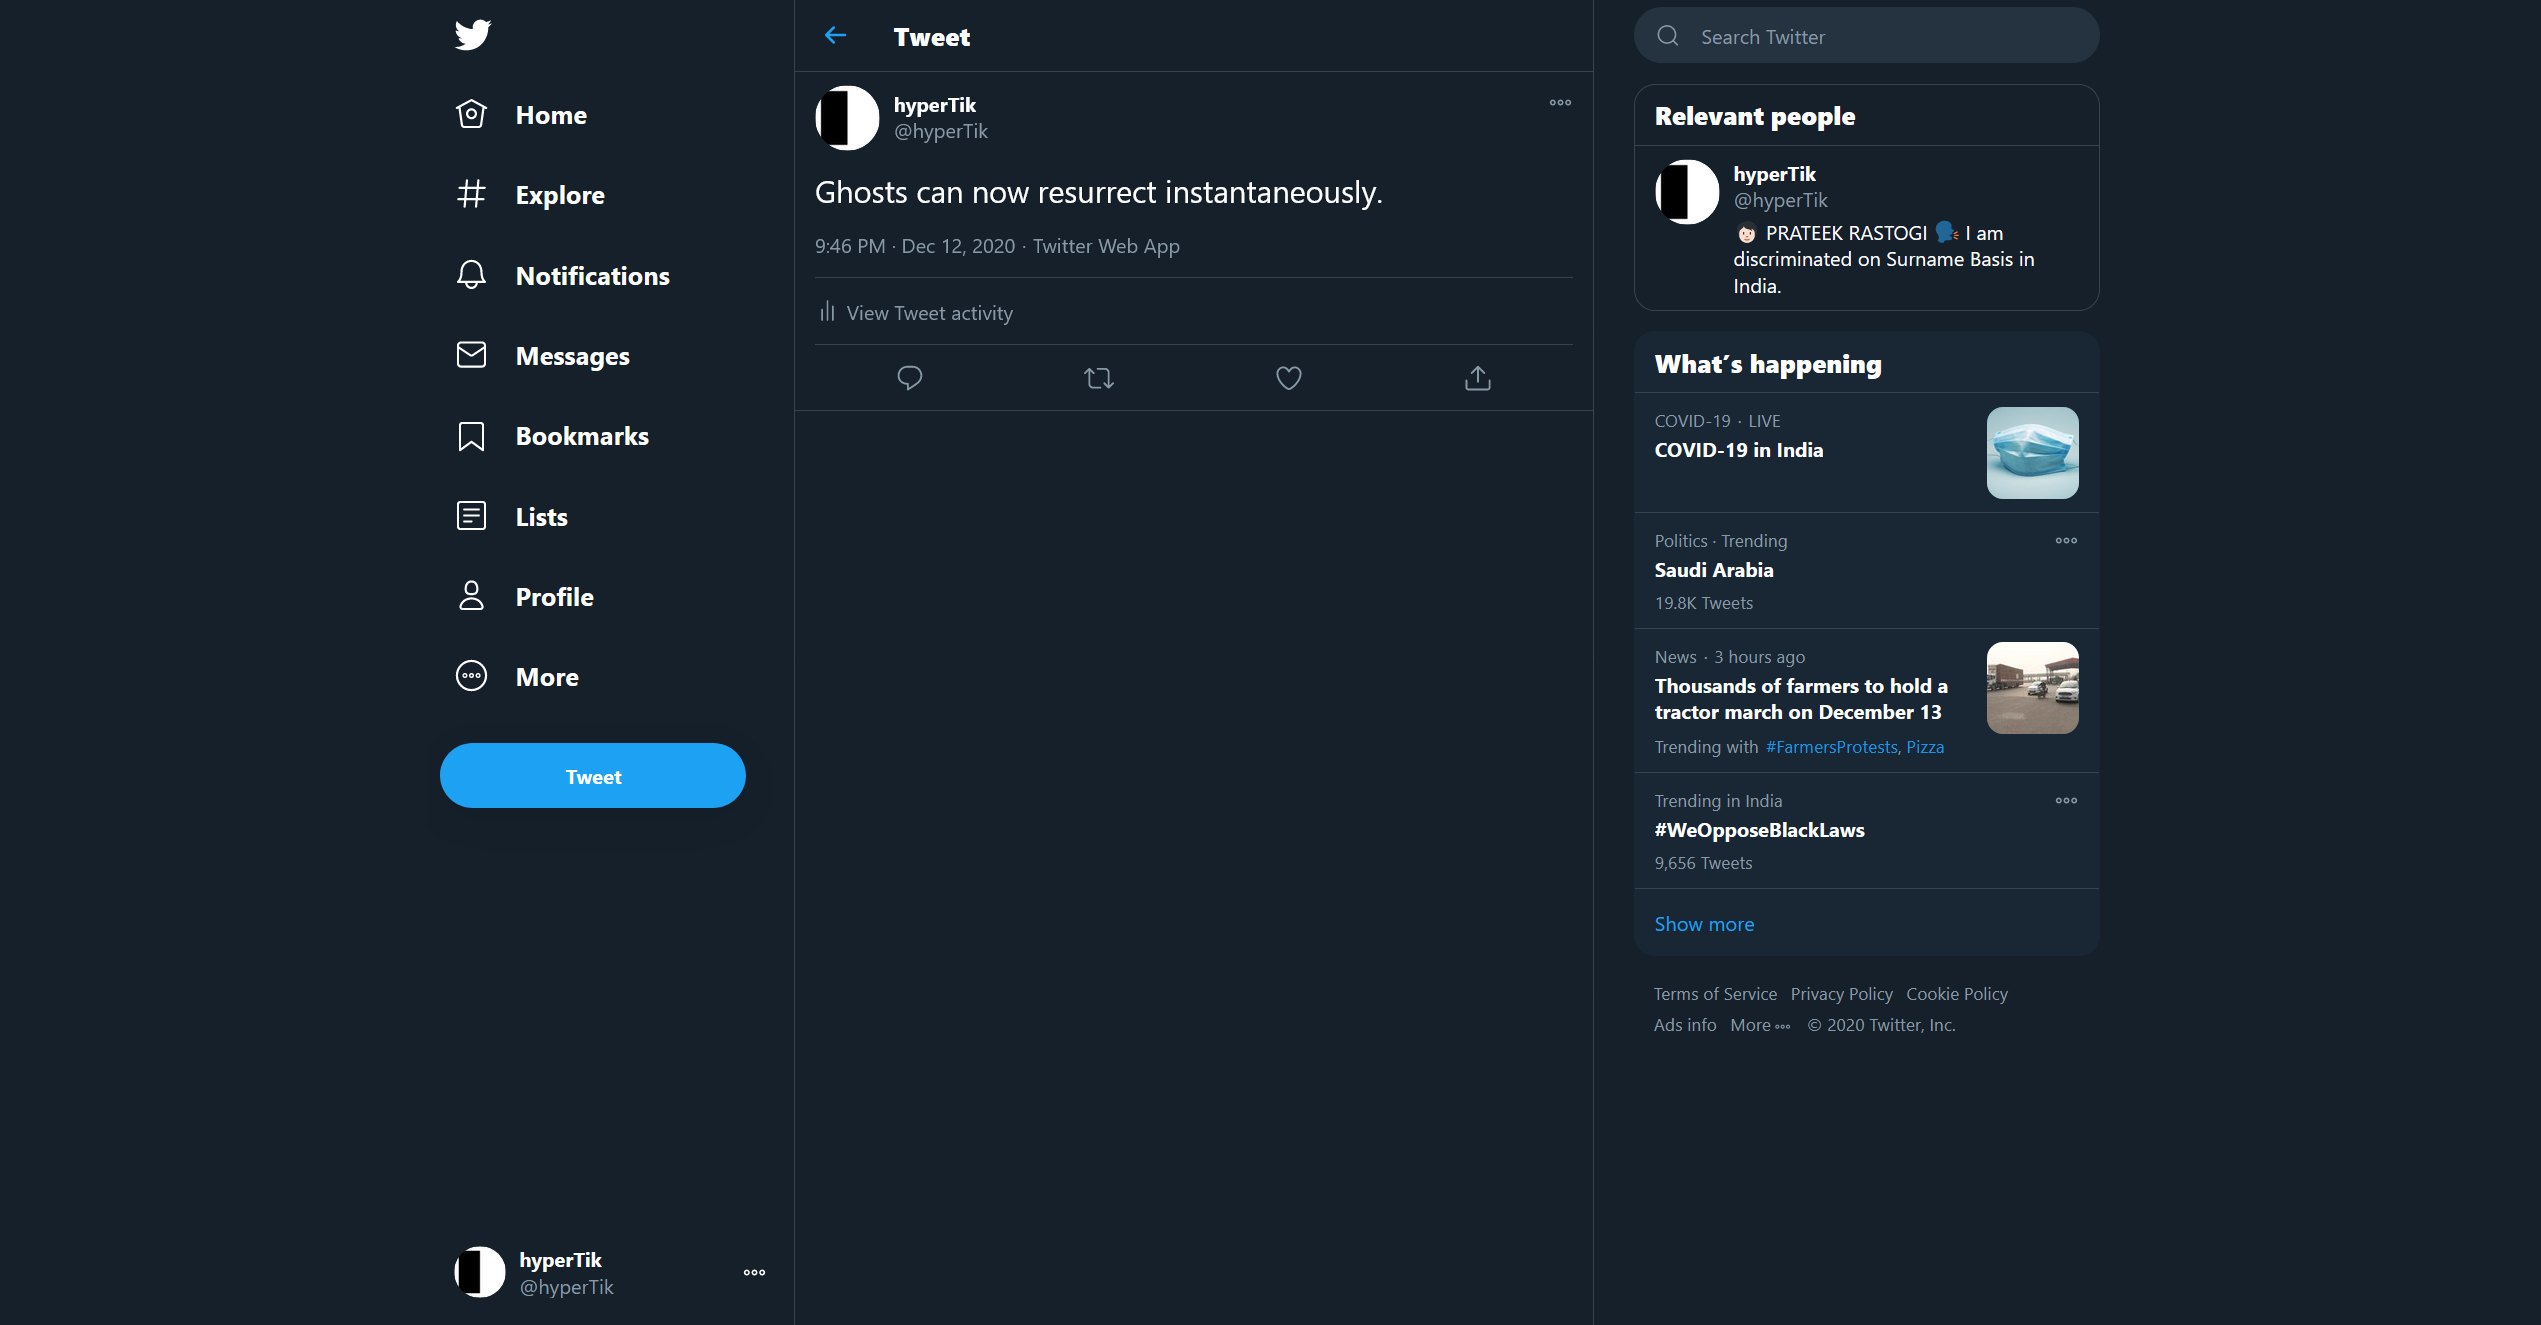 Home
Explore
Notifications
Messages
Bookmarks
Lists
Profile
More
Tweet
hyperTik
@hyperTik
Tweet
hyperTik
@hyperTik
Ghosts can now resurrect instantaneously.
9:46 PM · Dec 12, 2020 · Twitter Web App
View Tweet activity
Search Twitter
Relevant people
hyperTik
@hyperTik
PRATEEK RASTOGI I am
discriminated on Surname Basis in
India.
What's happening
COVID-19 · LIVE
COVID-19 in India
Politics · Trending
Saudi Arabia
19.8K Tweets
News · 3 hours ago
Thousands of farmers to hold a
tractor march on December 13
Trending with #FarmersProtests, Pizza
Trending in India
#WeOpposeBlackLaws
9,656 Tweets
Show more
Terms of Service Privacy Policy Cookie Policy
Ads info More © 2020 Twitter, Inc.